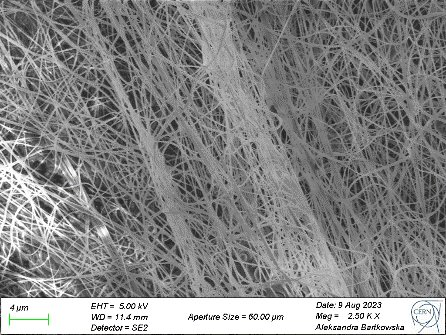 4 µm
EHT = 5.00 kV
WD = 11.4 mm
Detector = SE2
Aperture Size = 60.00 µm
Date: 9 Aug 2023
Mag = 2.50 K X
Aleksandra Bartkowska
CERN